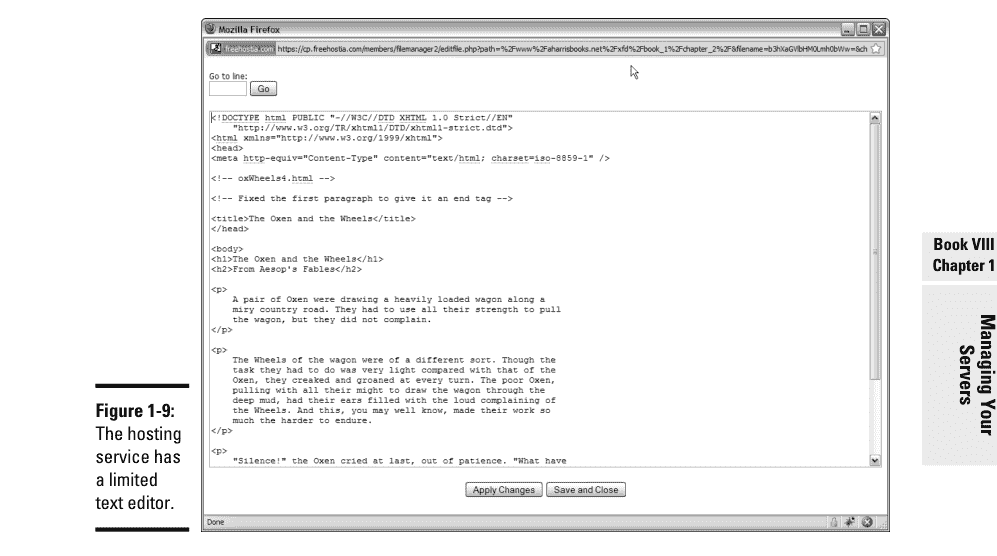 Mozilla Firefox
freehostia.com https://cp.freehostia.com/members/filemanager2/editfile.php?path=%2Fwww%2Faharrisbooks.net%2Fxfd%2Fbook_1%2Fchapter_2%2F&filename=b3hXaGVlbHM0Lmh0bWw=&ch
Go to line:
Go
<!DOCTYPE html PUBLIC "-//W3C//DTD XHTML 1.0 Strict//EN"
"http://www.w3.org/TR/xhtml1/DTD/xhtml1-strict.dtd">
<html xmlns="http://www.w3.org/1999/xhtml">
<head>
<meta http-equiv="Content-Type" content="text/html; charset=iso-8859-1" />
<!-- oxWheels4.html -->
<!-- Fixed the first paragraph to give it an end tag -->
<title>The Oxen and the Wheels</title>
</head>
<body>
<h1>The Oxen and the Wheels</h1>
<h2>From Aesop's Fables</h2>
<p>
A pair of Oxen were drawing a heavily loaded wagon along a
miry country road. They had to use all their strength to pull
the wagon, but they did not complain.
</p>
<p>
The Wheels of the wagon were of a different sort. Though the
task they had to do was very light compared with that of the
Oxen, they creaked and groaned at every turn. The poor Oxen,
pulling with all their might to draw the wagon through the
deep mud, had their ears filled with the loud complaining of
the Wheels. And this, you may well know, made their work so
much the harder to endure.
</p>
<p>
"Silence!" the Oxen cried at last, out of patience. "What have
Apply Changes Save and Close
Done
Figure 1-9:
The hosting
service has
a limited
text editor.
Book VIII
Chapter 1
Managing Your
Servers